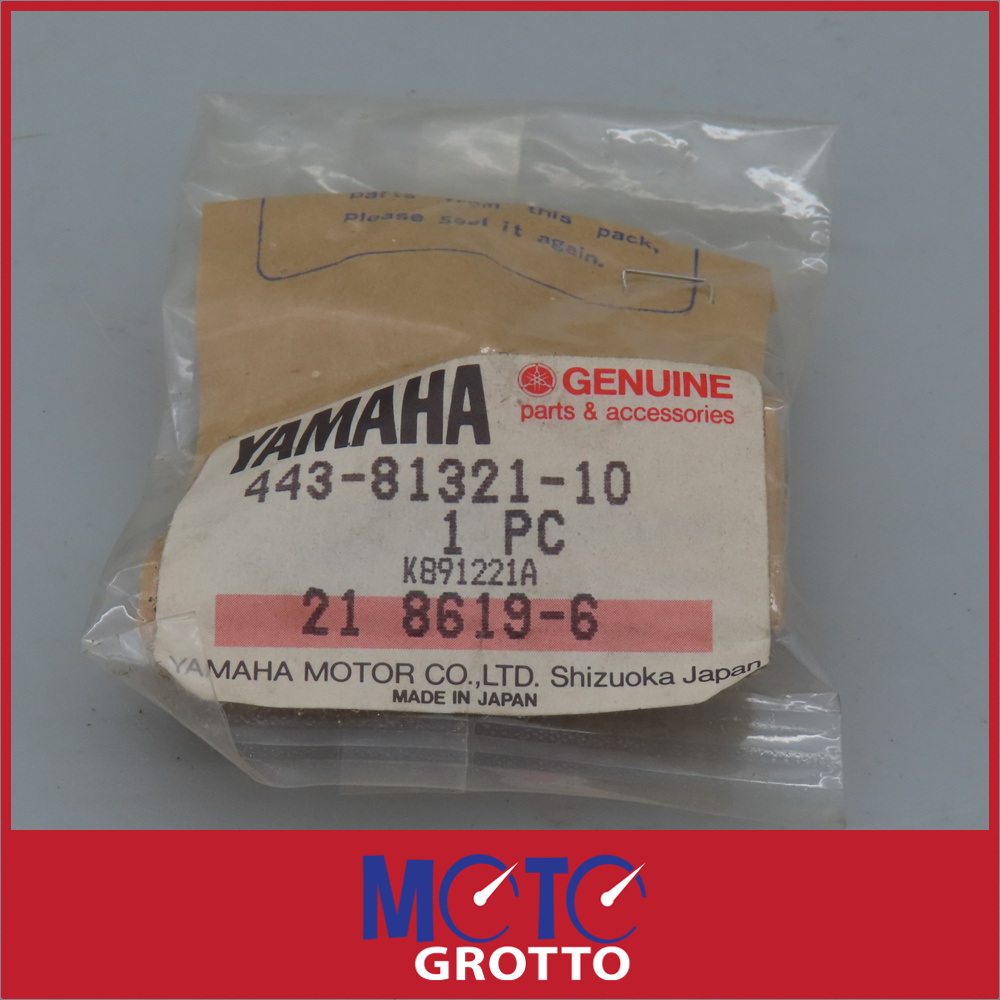 parts from this pack,
please seal it again.
YAMAHA
GENUINE
parts & accessories
443-81321-10
1 PC
K891221A
21 8619-6
YAMAHA MOTOR CO.,LTD. Shizuoka Japan
MADE IN JAPAN
MOTO
GROTTO